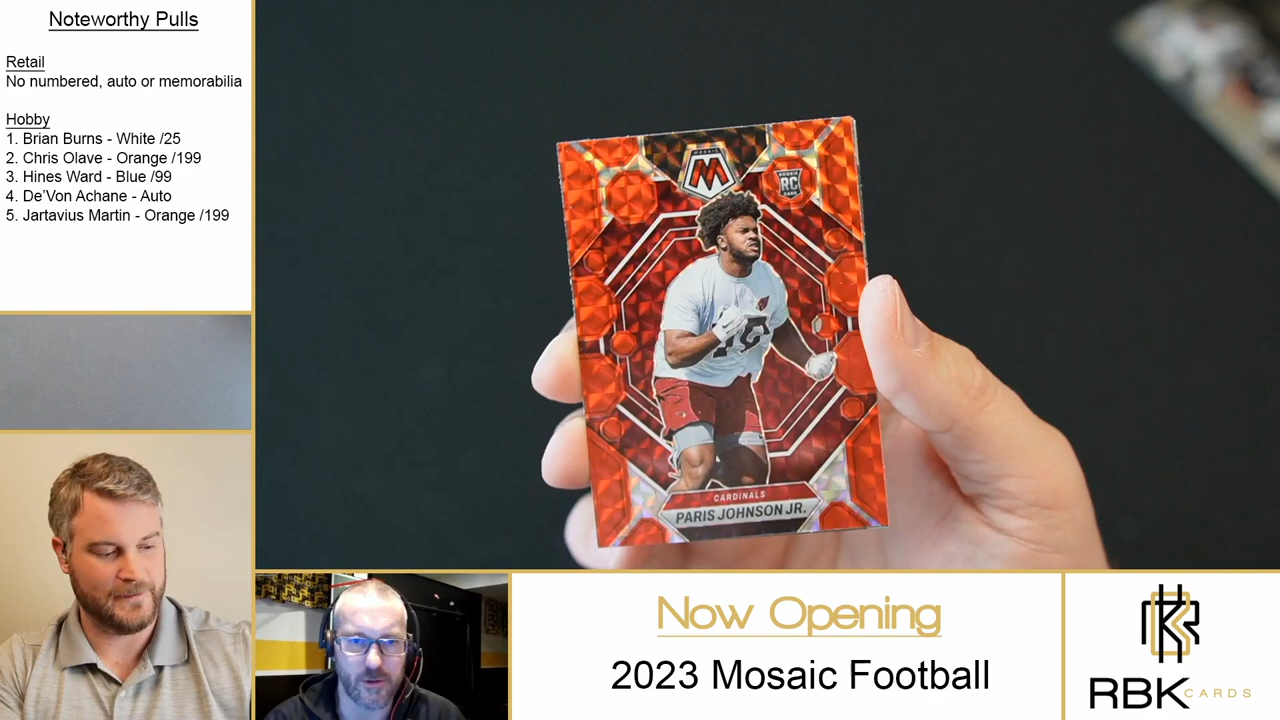 Noteworthy Pulls
Retail
No numbered, auto or memorabilia
Hobby
1. Brian Burns - White /25
2. Chris Olave - Orange /199
3. Hines Ward - Blue /99
4. De'Von Achane - Auto
5. Jartavius Martin - Orange /199
MOSAIC
M
ROOKIE
RC
CARD
CARDINALS
PARIS JOHNSON JR.
Now Opening
2023 Mosaic Football
RBK CARDS